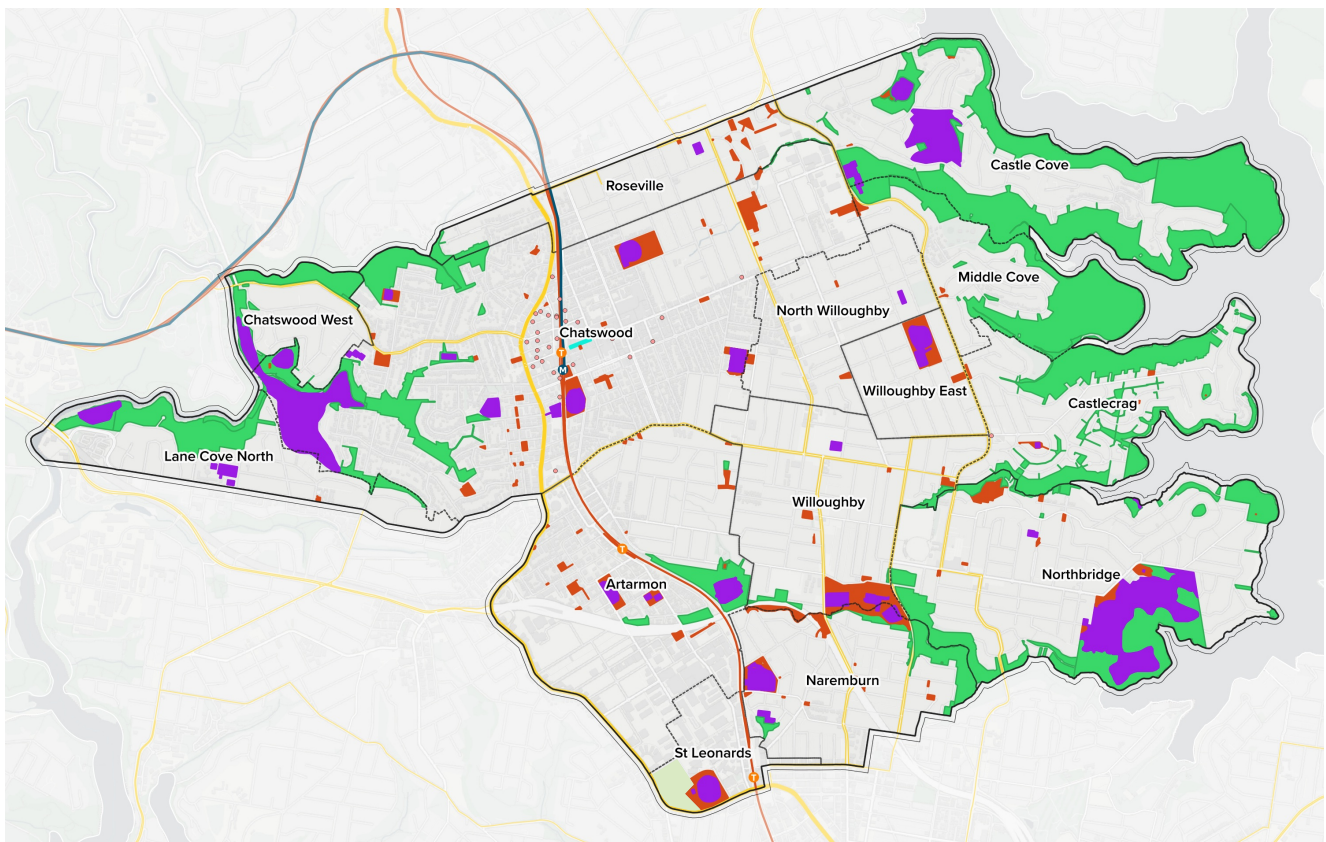 Castle Cove
Roseville
Middle Cove
North Willoughby
Chatswood West
Chatswood
T
M
Willoughby East
Castlecrag
Lane Cove North
Willoughby
T
Northbridge
Artarmon
Naremburn
St Leonards
T